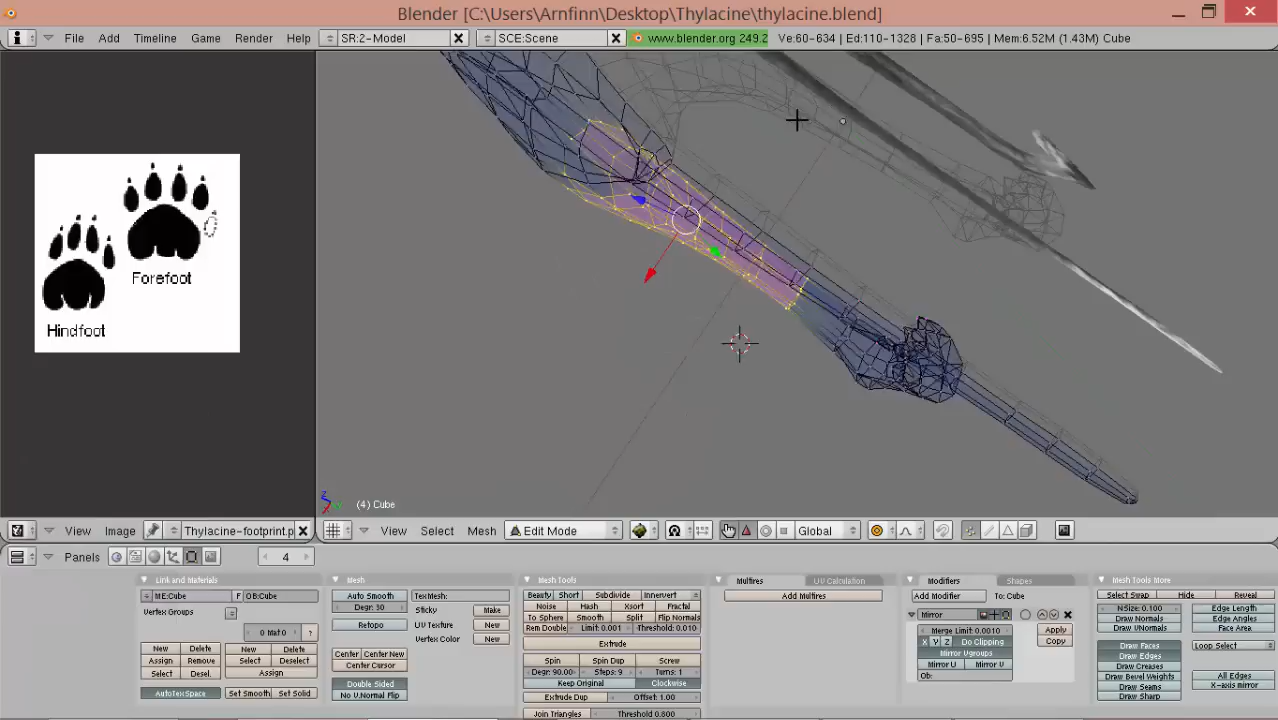 Blender [C:\Users\Arnfinn\Desktop\Thylacine\thylacine.blend]
File Add Timeline Game Render Help SR:2-Model SCE:Scene www.blender.org 249.2 Ve:60-634 | Ed:110-1328 | Fa:50-695 | Mem:6.52M (1.43M) Cube
Forefoot
Hindfoot
(4) Cube
View Image Thylacine-footprint.p View Select Mesh Edit Mode Global
Panels 4
Link and Materials Mesh Mesh Tools Multires UV Calculation Modifiers Shapes Mesh Tools More
ME:Cube F OB:Cube Auto Smooth TexMesh: Beauty Short Subdivide Innervert Add Multires Add Modifier To: Cube Select Swap Hide Reveal
Vertex Groups Degr: 30 Sticky Make Noise Hash Xsort Fractal Mirror NSize: 0.100 Edge Length
Retopo UV Texture New To Sphere Smooth Split Flip Normals Draw Normals Edge Angles
0 Mat 0 ? Vertex Color New Rem Double Limit: 0.001 Threshold: 0.010 Merge Limit: 0.0010 Apply Draw VNormals Face Area
New Delete New Delete Center Center New Extrude X Y Z Do Clipping Copy Draw Faces Loop Select
Assign Remove Select Deselect Center Cursor Spin Spin Dup Screw Mirror Vgroups Draw Edges
Select Desel. Assign Degr: 90.00 Steps: 9 Turns: 1 Mirror U Mirror V Draw Creases
Double Sided Keep Original Clockwise Ob: Draw Bevel Weights All Edges
AutoTexSpace Set Smooth Set Solid No V.Normal Flip Extrude Dup Offset: 1.00 Draw Seams X-axis mirror
Join Triangles Threshold 0.800 Draw Sharp